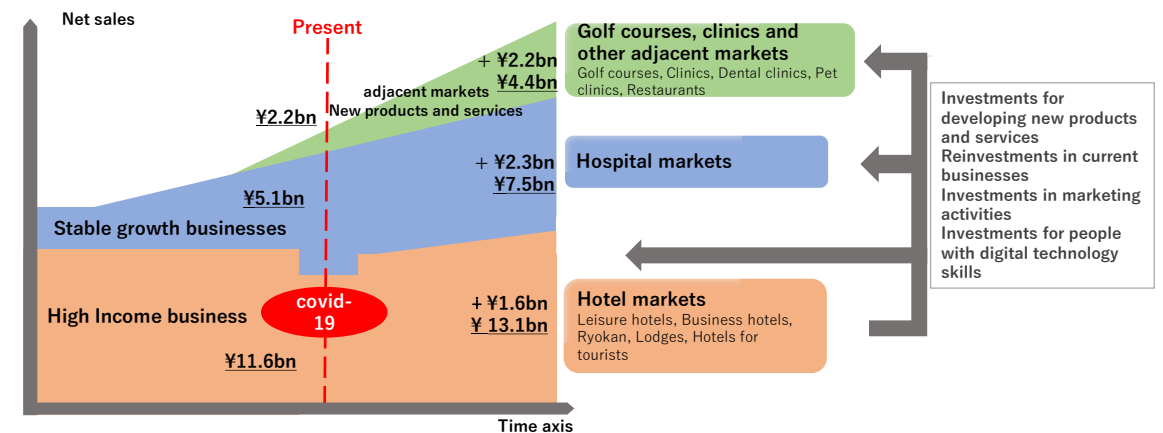 Net sales
Present
¥2.2bn
adjacent markets
New products and services
+ ¥2.2bn
¥4.4bn
Golf courses, clinics and
other adjacent markets
Golf courses, Clinics, Dental clinics, Pet
clinics, Restaurants
¥5.1bn
Stable growth businesses
+ ¥2.3bn
¥7.5bn
Hospital markets
High Income business
covid-
19
¥11.6bn
+ ¥1.6bn
¥ 13.1bn
Hotel markets
Leisure hotels, Business hotels,
Ryokan, Lodges, Hotels for
tourists
Investments for
developing new products
and services
Reinvestments in current
businesses
Investments in marketing
activities
Investments for people
with digital technology
skills
Time axis